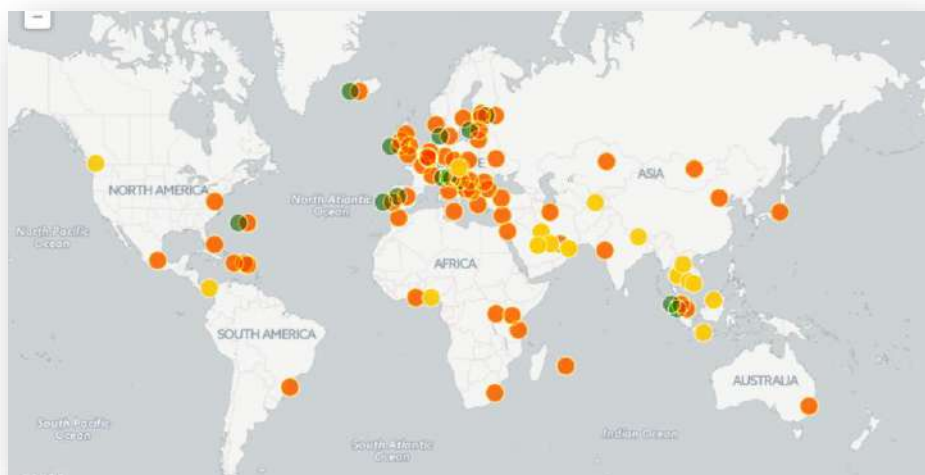 −
NORTH AMERICA
ASIA
North Atlantic
Ocean
North Pacific
Ocean
AFRICA
SOUTH AMERICA
AUSTRALIA
South Pacific
Ocean
South Atlantic
Ocean
Indian Ocean